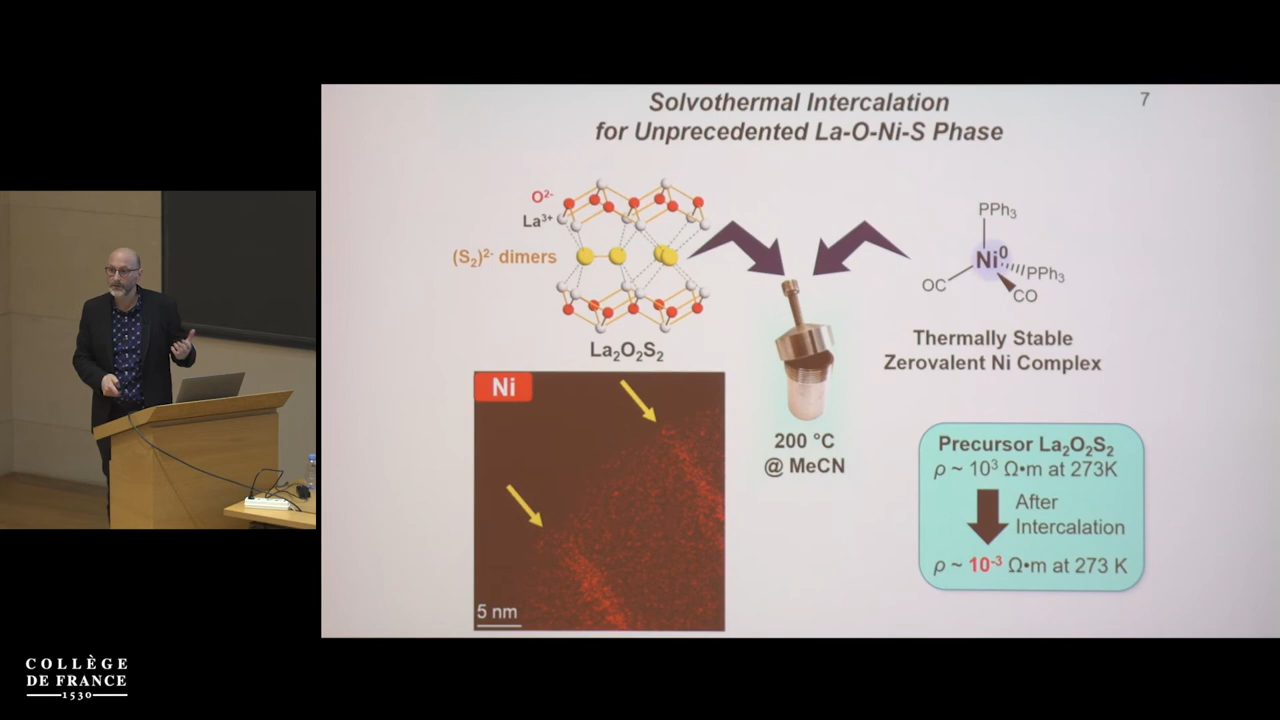 Solvothermal Intercalation
for Unprecedented La-O-Ni-S Phase
7
O²⁻
La³⁺
(S₂)²⁻ dimers
La₂O₂S₂
PPh₃
Ni⁰
PPh₃
OC
CO
Thermally Stable
Zerovalent Ni Complex
Ni
5 nm
200 °C
@ MeCN
Precursor La₂O₂S₂
ρ ~ 10³ Ω•m at 273K
After
Intercalation
ρ ~ 10⁻³ Ω•m at 273 K
COLLÈGE
DE FRANCE
1530